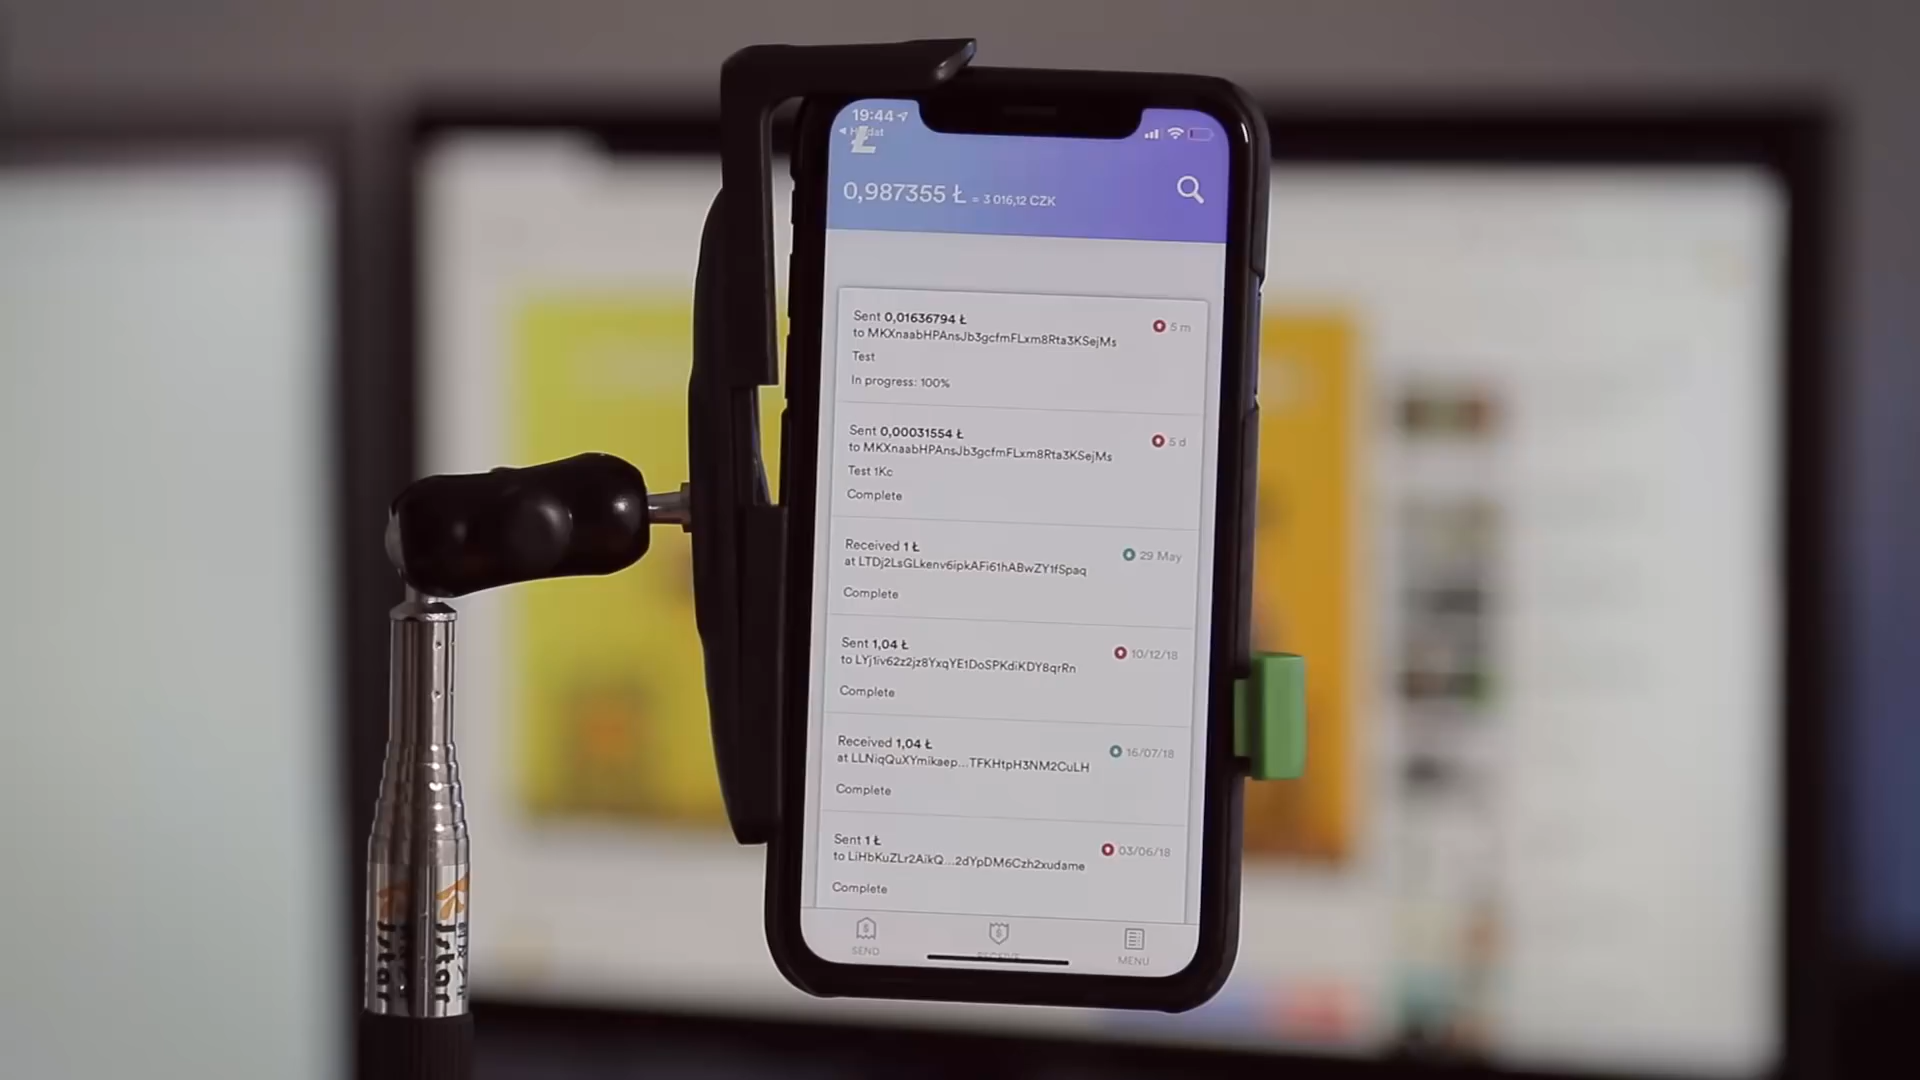 19:44
0,987355 Ł = 3 016,12 CZK
Sent 0,01636794 Ł
5 m
to MKXnaabHPAnsJb3gcfmFLxm8Rta3KSejMs
Test
In progress: 100%
Sent 0,00031554 Ł
5 d
to MKXnaabHPAnsJb3gcfmFLxm8Rta3KSejMs
Test 1Kc
Complete
Received 1 Ł
29 May
at LTDj2LsGLkenv6ipkAFi61hABwZY1fSpaq
Complete
Sent 1,04 Ł
10/12/18
to LYj1iv62z2jz8YxqYE1DoSPKdiKDY8qrRn
Complete
Received 1,04 Ł
16/07/18
at LLNiqQuXYmikaep...TFKHtpH3NM2CuLH
Complete
Sent 1 Ł
03/06/18
to LiHbKuZLr2AikQ...2dYpDM6Czh2xudame
Complete
SEND
RECEIVE
MENU